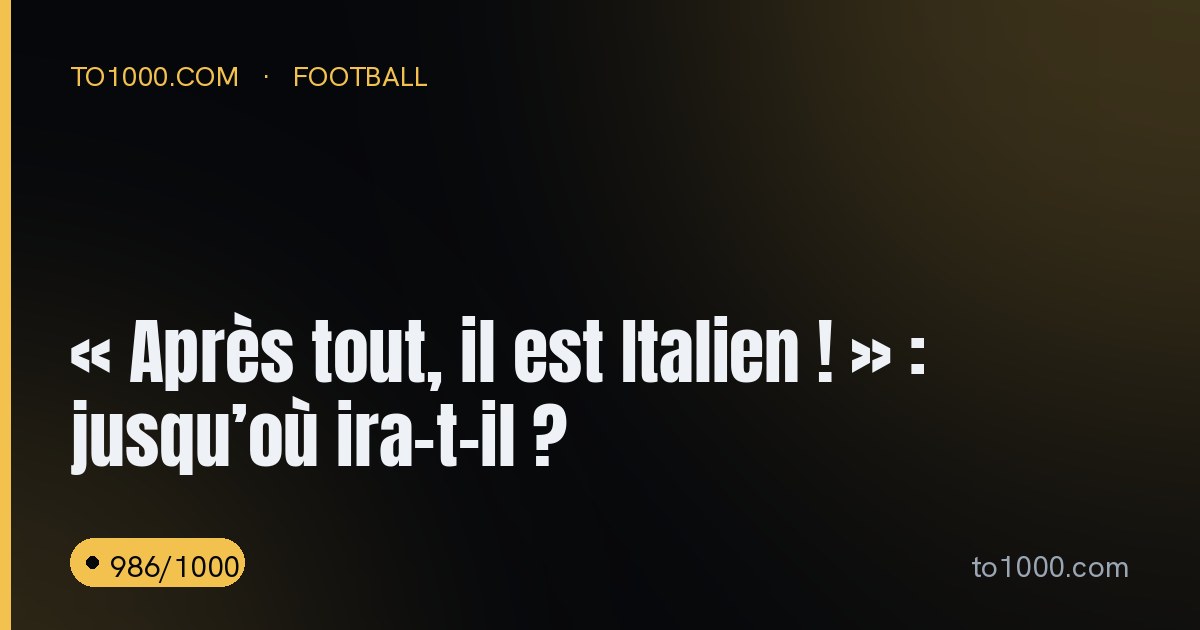 TO1000.COM · FOOTBALL
« Après tout, il est Italien ! » :
jusqu’où ira-t-il ?
986/1000
to1000.com